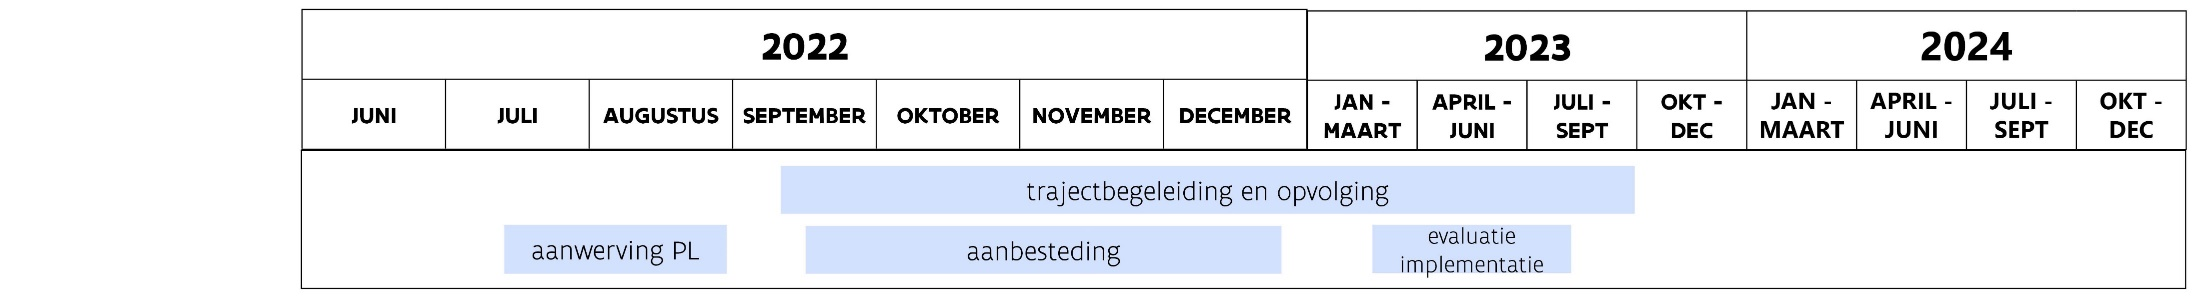 2022
2023
2024
JUNI
JULI
AUGUSTUS
SEPTEMBER
OKTOBER
NOVEMBER
DECEMBER
JAN -
MAART
APRIL -
JUNI
JULI -
SEPT
OKT -
DEC
JAN -
MAART
APRIL -
JUNI
JULI -
SEPT
OKT -
DEC
trajectbegeleiding en opvolging
aanwerving PL
aanbesteding
evaluatie
implementatie